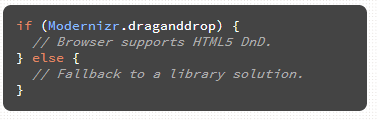 if (Modernizr.draganddrop) {
  // Browser supports HTML5 DnD.
} else {
  // Fallback to a library solution.
}